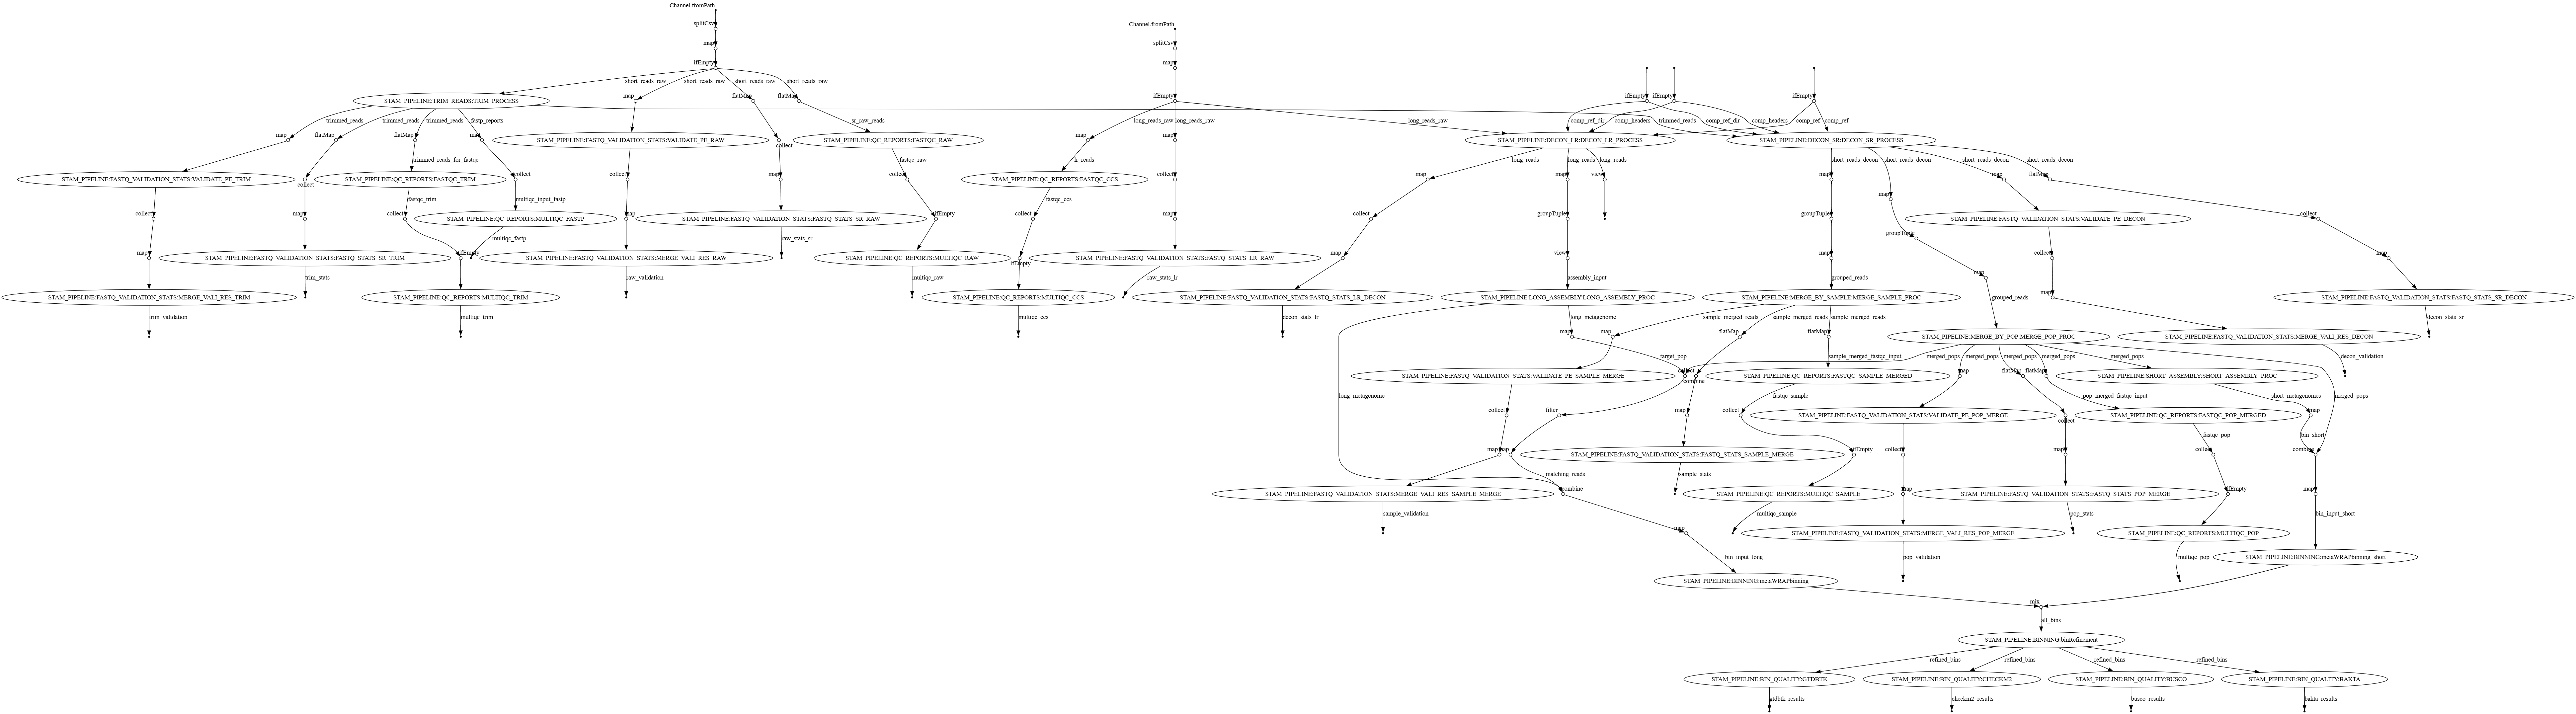 Channel.fromPath
splitCsv
Channel.fromPath
map
splitCsv
ifEmpty
map
short_reads_raw
short_reads_raw
short_reads_raw
short_reads_raw
STAM_PIPELINE:TRIM_READS:TRIM_PROCESS
map
flatMap
flatMap
ifEmpty
ifEmpty
ifEmpty
ifEmpty
trimmed_reads
trimmed_reads
trimmed_reads
fastp_reports
sr_raw_reads
long_reads_raw
long_reads_raw
long_reads_raw
comp_ref_dir
comp_headers
trimmed_reads
comp_ref_dir
comp_headers
comp_ref
comp_ref
map
flatMap
flatMap
map
STAM_PIPELINE:FASTQ_VALIDATION_STATS:VALIDATE_PE_RAW
collect
STAM_PIPELINE:QC_REPORTS:FASTQC_RAW
map
map
STAM_PIPELINE:DECON_LR:DECON_LR_PROCESS
STAM_PIPELINE:DECON_SR:DECON_SR_PROCESS
trimmed_reads_for_fastqc
fastqc_raw
lr_reads
long_reads
long_reads
long_reads
short_reads_decon
short_reads_decon
short_reads_decon
short_reads_decon
STAM_PIPELINE:FASTQ_VALIDATION_STATS:VALIDATE_PE_TRIM
collect
STAM_PIPELINE:QC_REPORTS:FASTQC_TRIM
collect
collect
map
collect
STAM_PIPELINE:QC_REPORTS:FASTQC_CCS
collect
map
map
view
map
map
map
flatMap
fastqc_trim
multiqc_input_fastp
fastqc_ccs
collect
map
collect
STAM_PIPELINE:QC_REPORTS:MULTIQC_FASTP
map
STAM_PIPELINE:FASTQ_VALIDATION_STATS:FASTQ_STATS_SR_RAW
ifEmpty
collect
map
collect
groupTuple
groupTuple
groupTuple
STAM_PIPELINE:FASTQ_VALIDATION_STATS:VALIDATE_PE_DECON
collect
multiqc_fastp
raw_stats_sr
map
STAM_PIPELINE:FASTQ_VALIDATION_STATS:FASTQ_STATS_SR_TRIM
ifEmpty
STAM_PIPELINE:FASTQ_VALIDATION_STATS:MERGE_VALI_RES_RAW
STAM_PIPELINE:QC_REPORTS:MULTIQC_RAW
ifEmpty
STAM_PIPELINE:FASTQ_VALIDATION_STATS:FASTQ_STATS_LR_RAW
map
view
map
map
collect
map
trim_stats
raw_validation
multiqc_raw
raw_stats_lr
assembly_input
grouped_reads
grouped_reads
STAM_PIPELINE:FASTQ_VALIDATION_STATS:MERGE_VALI_RES_TRIM
STAM_PIPELINE:QC_REPORTS:MULTIQC_TRIM
STAM_PIPELINE:QC_REPORTS:MULTIQC_CCS
STAM_PIPELINE:FASTQ_VALIDATION_STATS:FASTQ_STATS_LR_DECON
STAM_PIPELINE:LONG_ASSEMBLY:LONG_ASSEMBLY_PROC
STAM_PIPELINE:MERGE_BY_SAMPLE:MERGE_SAMPLE_PROC
map
STAM_PIPELINE:FASTQ_VALIDATION_STATS:FASTQ_STATS_SR_DECON
trim_validation
multiqc_trim
multiqc_ccs
decon_stats_lr
long_metagenome
sample_merged_reads
sample_merged_reads
sample_merged_reads
decon_stats_sr
map
map
flatMap
flatMap
STAM_PIPELINE:MERGE_BY_POP:MERGE_POP_PROC
STAM_PIPELINE:FASTQ_VALIDATION_STATS:MERGE_VALI_RES_DECON
target_pop
sample_merged_fastqc_input
merged_pops
merged_pops
merged_pops
merged_pops
merged_pops
decon_validation
STAM_PIPELINE:FASTQ_VALIDATION_STATS:VALIDATE_PE_SAMPLE_MERGE
collect
combine
STAM_PIPELINE:QC_REPORTS:FASTQC_SAMPLE_MERGED
map
flatMap
flatMap
STAM_PIPELINE:SHORT_ASSEMBLY:SHORT_ASSEMBLY_PROC
long_metagenome
fastqc_sample
pop_merged_fastqc_input
short_metagenomes
merged_pops
collect
filter
map
collect
STAM_PIPELINE:FASTQ_VALIDATION_STATS:VALIDATE_PE_POP_MERGE
collect
STAM_PIPELINE:QC_REPORTS:FASTQC_POP_MERGED
map
fastqc_pop
bin_short
map
map
STAM_PIPELINE:FASTQ_VALIDATION_STATS:FASTQ_STATS_SAMPLE_MERGE
ifEmpty
collect
map
collect
combine
matching_reads
sample_stats
STAM_PIPELINE:FASTQ_VALIDATION_STATS:MERGE_VALI_RES_SAMPLE_MERGE
combine
STAM_PIPELINE:QC_REPORTS:MULTIQC_SAMPLE
map
STAM_PIPELINE:FASTQ_VALIDATION_STATS:FASTQ_STATS_POP_MERGE
ifEmpty
map
sample_validation
multiqc_sample
pop_stats
bin_input_short
map
STAM_PIPELINE:FASTQ_VALIDATION_STATS:MERGE_VALI_RES_POP_MERGE
STAM_PIPELINE:QC_REPORTS:MULTIQC_POP
bin_input_long
pop_validation
multiqc_pop
STAM_PIPELINE:BINNING:metaWRAPbinning_short
STAM_PIPELINE:BINNING:metaWRAPbinning
mix
all_bins
STAM_PIPELINE:BINNING:binRefinement
refined_bins
refined_bins
refined_bins
refined_bins
STAM_PIPELINE:BIN_QUALITY:GTDBTK
STAM_PIPELINE:BIN_QUALITY:CHECKM2
STAM_PIPELINE:BIN_QUALITY:BUSCO
STAM_PIPELINE:BIN_QUALITY:BAKTA
gtdbtk_results
checkm2_results
busco_results
bakta_results